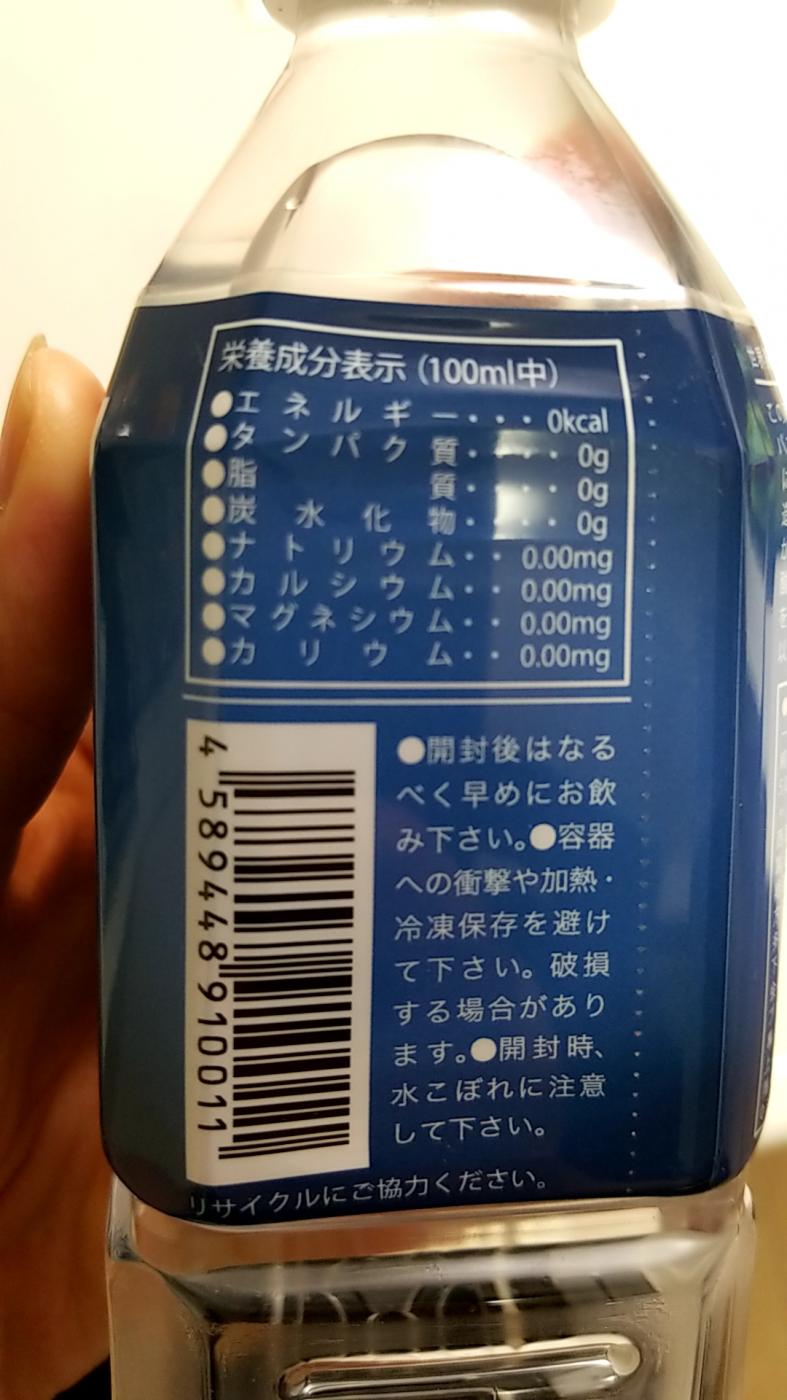 栄養成分表示（100ml中）
●エネルギー・・・0kcal
●タンパク質・・・・0g
●脂質・・・・0g
●炭水化物・・・・0g
●ナトリウム・・0.00mg
●カルシウム・・0.00mg
●マグネシウム・・0.00mg
●カリウム・・0.00mg
4 589448 910011
●開封後はなる
べく早めにお飲
み下さい。●容器
への衝撃や加熱・
冷凍保存を避け
て下さい。破損
する場合があり
ます。●開封時、
水こぼれに注意
して下さい。
リサイクルにご協力ください。